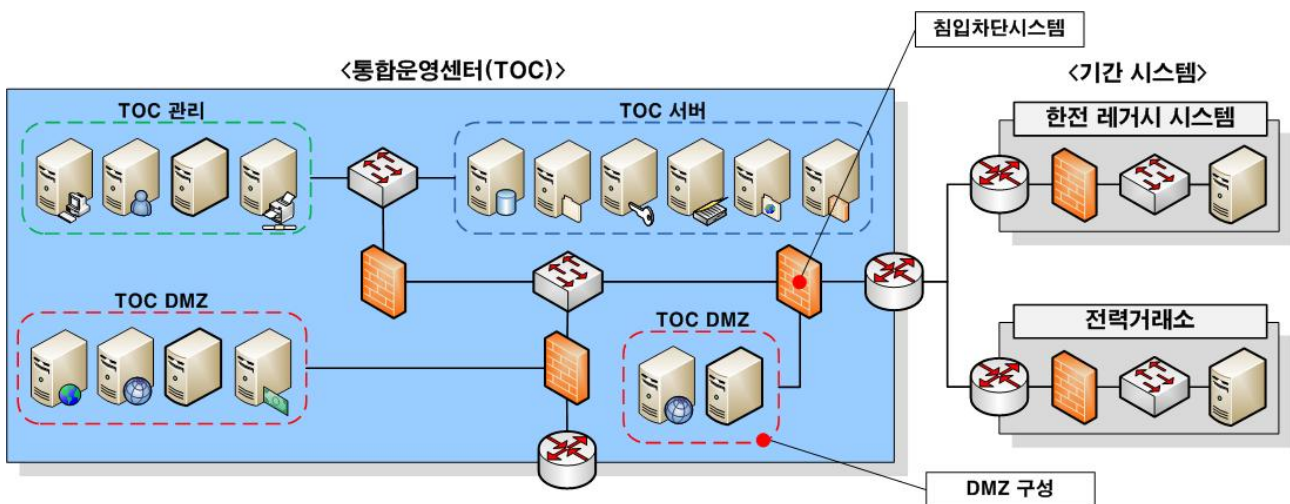 침입차단시스템
<통합운영센터(TOC)>
<기간 시스템>
TOC 관리
TOC 서버
한전 레거시 시스템
TOC DMZ
TOC DMZ
전력거래소
DMZ 구성